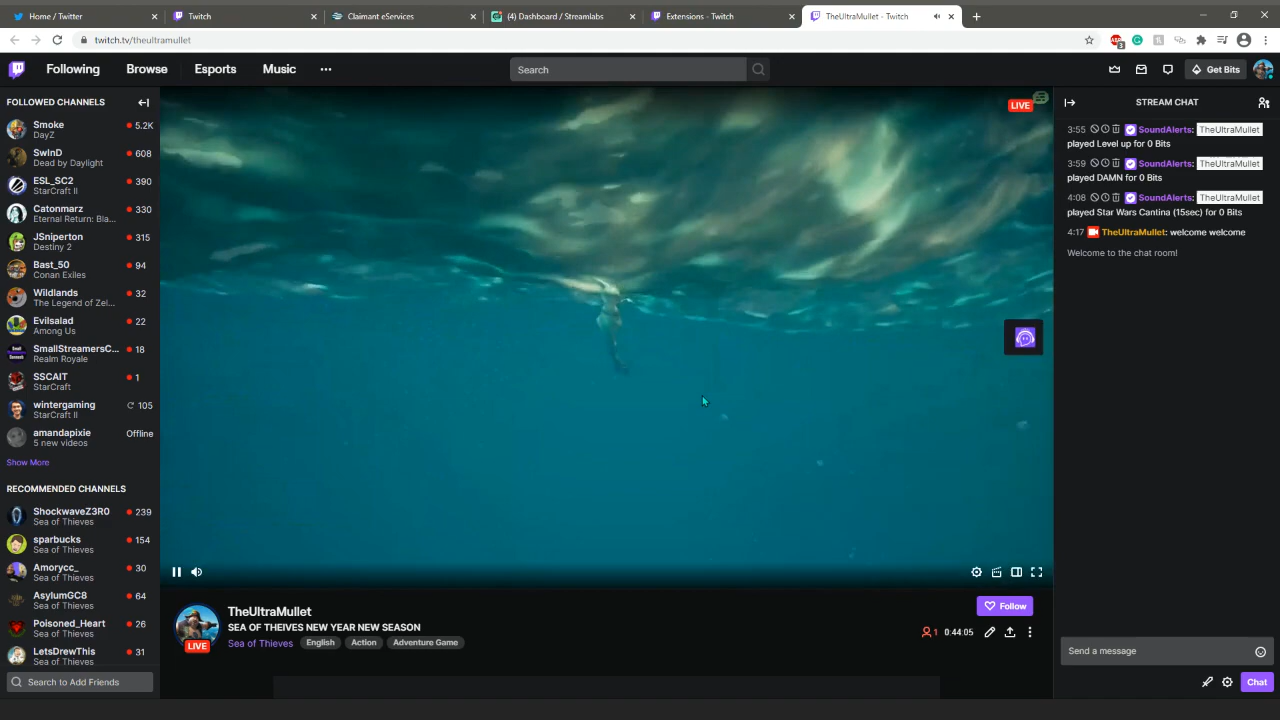 Home / Twitter
Twitch
Claimant eServices
(4) Dashboard / Streamlabs
Extensions - Twitch
TheUltraMullet - Twitch
twitch.tv/theultramullet
ABP
3
Following
Browse
Esports
Music
Search
Get Bits
FOLLOWED CHANNELS
Smoke
5.2K
DayZ
SwInD
608
Dead by Daylight
ESL_SC2
390
StarCraft II
Catonmarz
330
Eternal Return: Bla...
JSniperton
315
Destiny 2
Bast_50
94
Conan Exiles
Wildlands
32
The Legend of Zel...
Evilsalad
22
Among Us
SmallStreamersC...
18
Realm Royale
SSCAIT
1
StarCraft
wintergaming
105
StarCraft II
amandapixie
Offline
5 new videos
Show More
RECOMMENDED CHANNELS
ShockwaveZ3R0
239
Sea of Thieves
sparbucks
154
Sea of Thieves
Amorycc_
30
Sea of Thieves
AsylumGC8
64
Sea of Thieves
Poisoned_Heart
26
Sea of Thieves
LetsDrewThis
31
Sea of Thieves
Search to Add Friends
LIVE
LIVE
TheUltraMullet
SEA OF THEIVES NEW YEAR NEW SEASON
Sea of Thieves
English
Action
Adventure Game
Follow
1
0:44:05
STREAM CHAT
3:55 SoundAlerts: TheUltraMullet
played Level up for 0 Bits
3:59 SoundAlerts: TheUltraMullet
played DAMN for 0 Bits
4:08 SoundAlerts: TheUltraMullet
played Star Wars Cantina (15sec) for 0 Bits
4:17 TheUltraMullet: welcome welcome
Welcome to the chat room!
Send a message
Chat